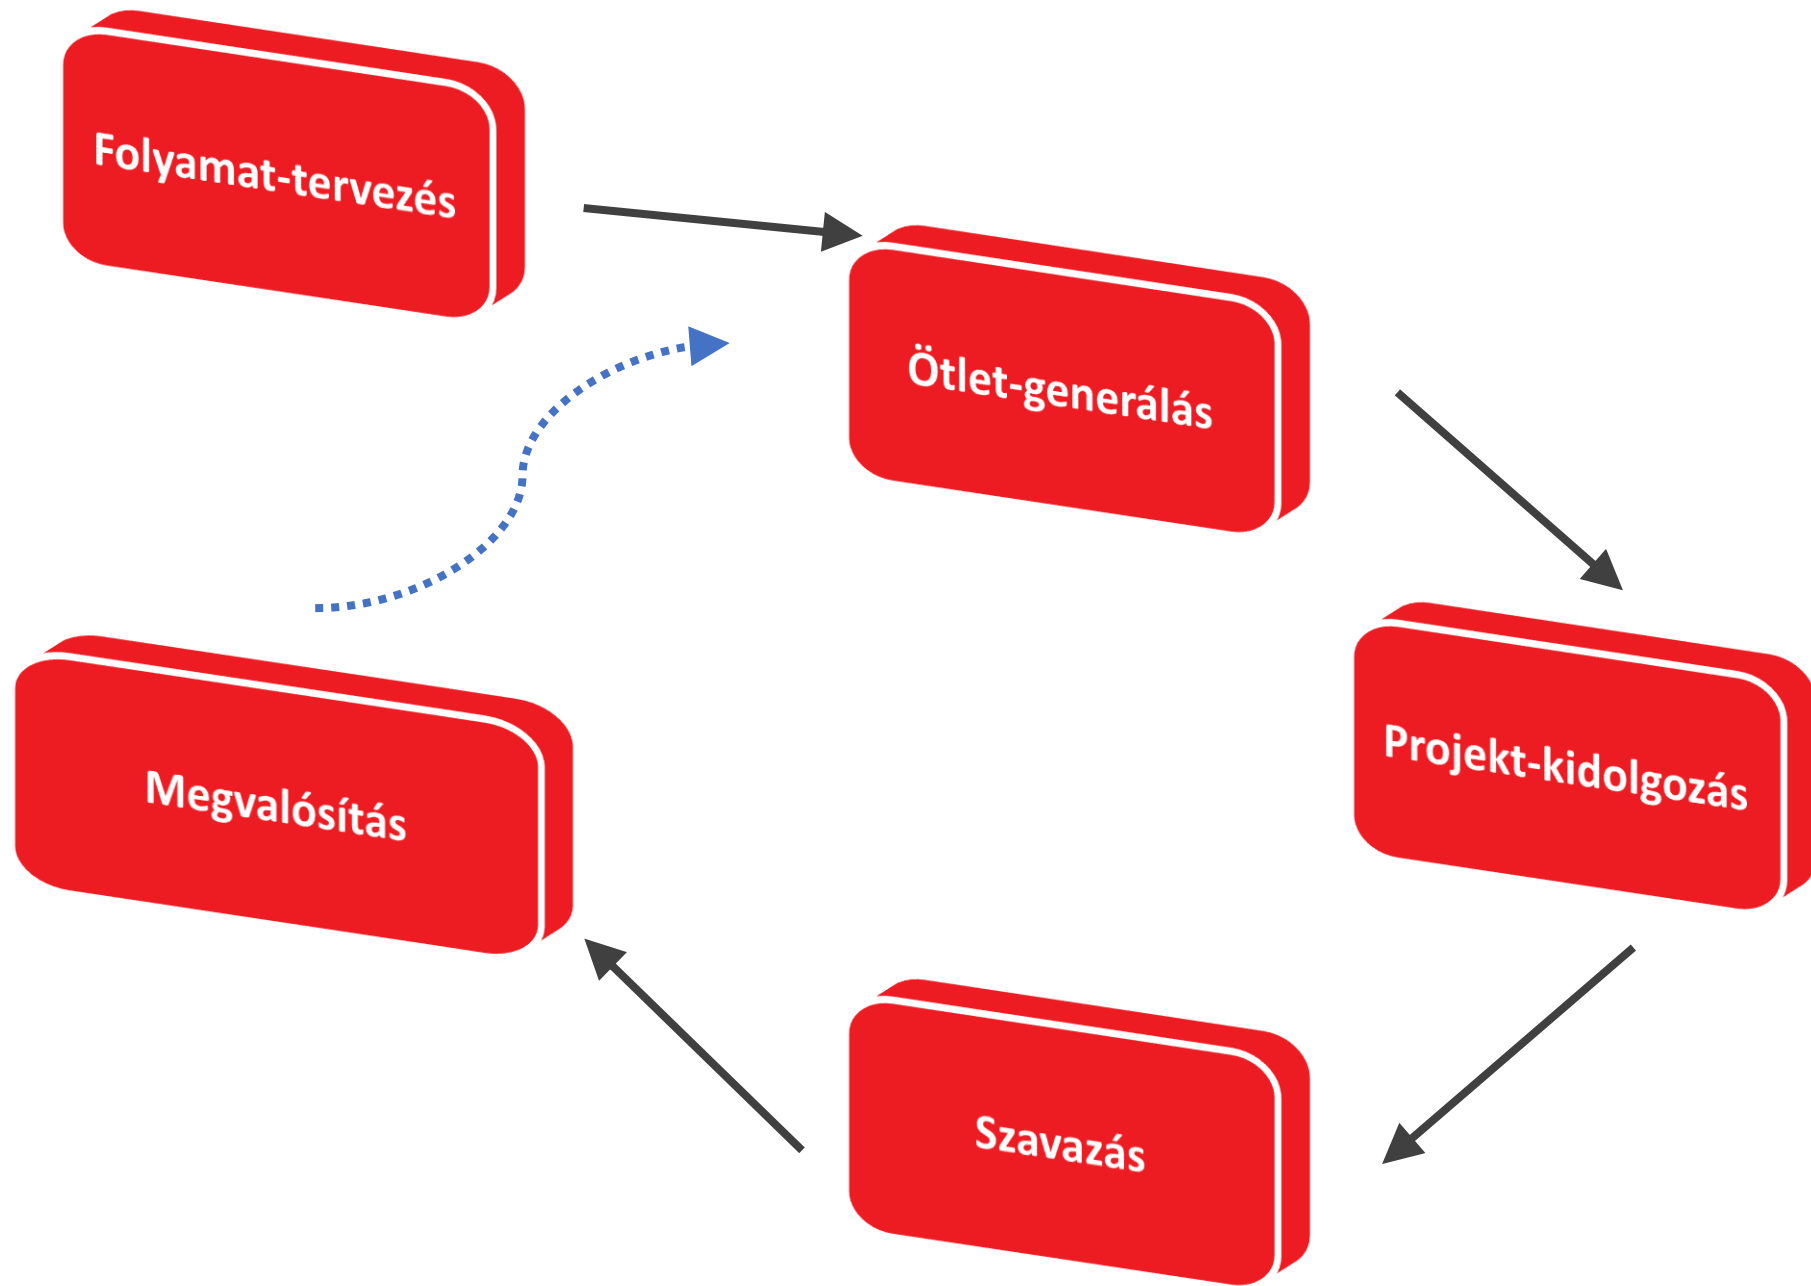 Folyamat-tervezés
Ötlet-generálás
Projekt-kidolgozás
Szavazás
Megvalósítás